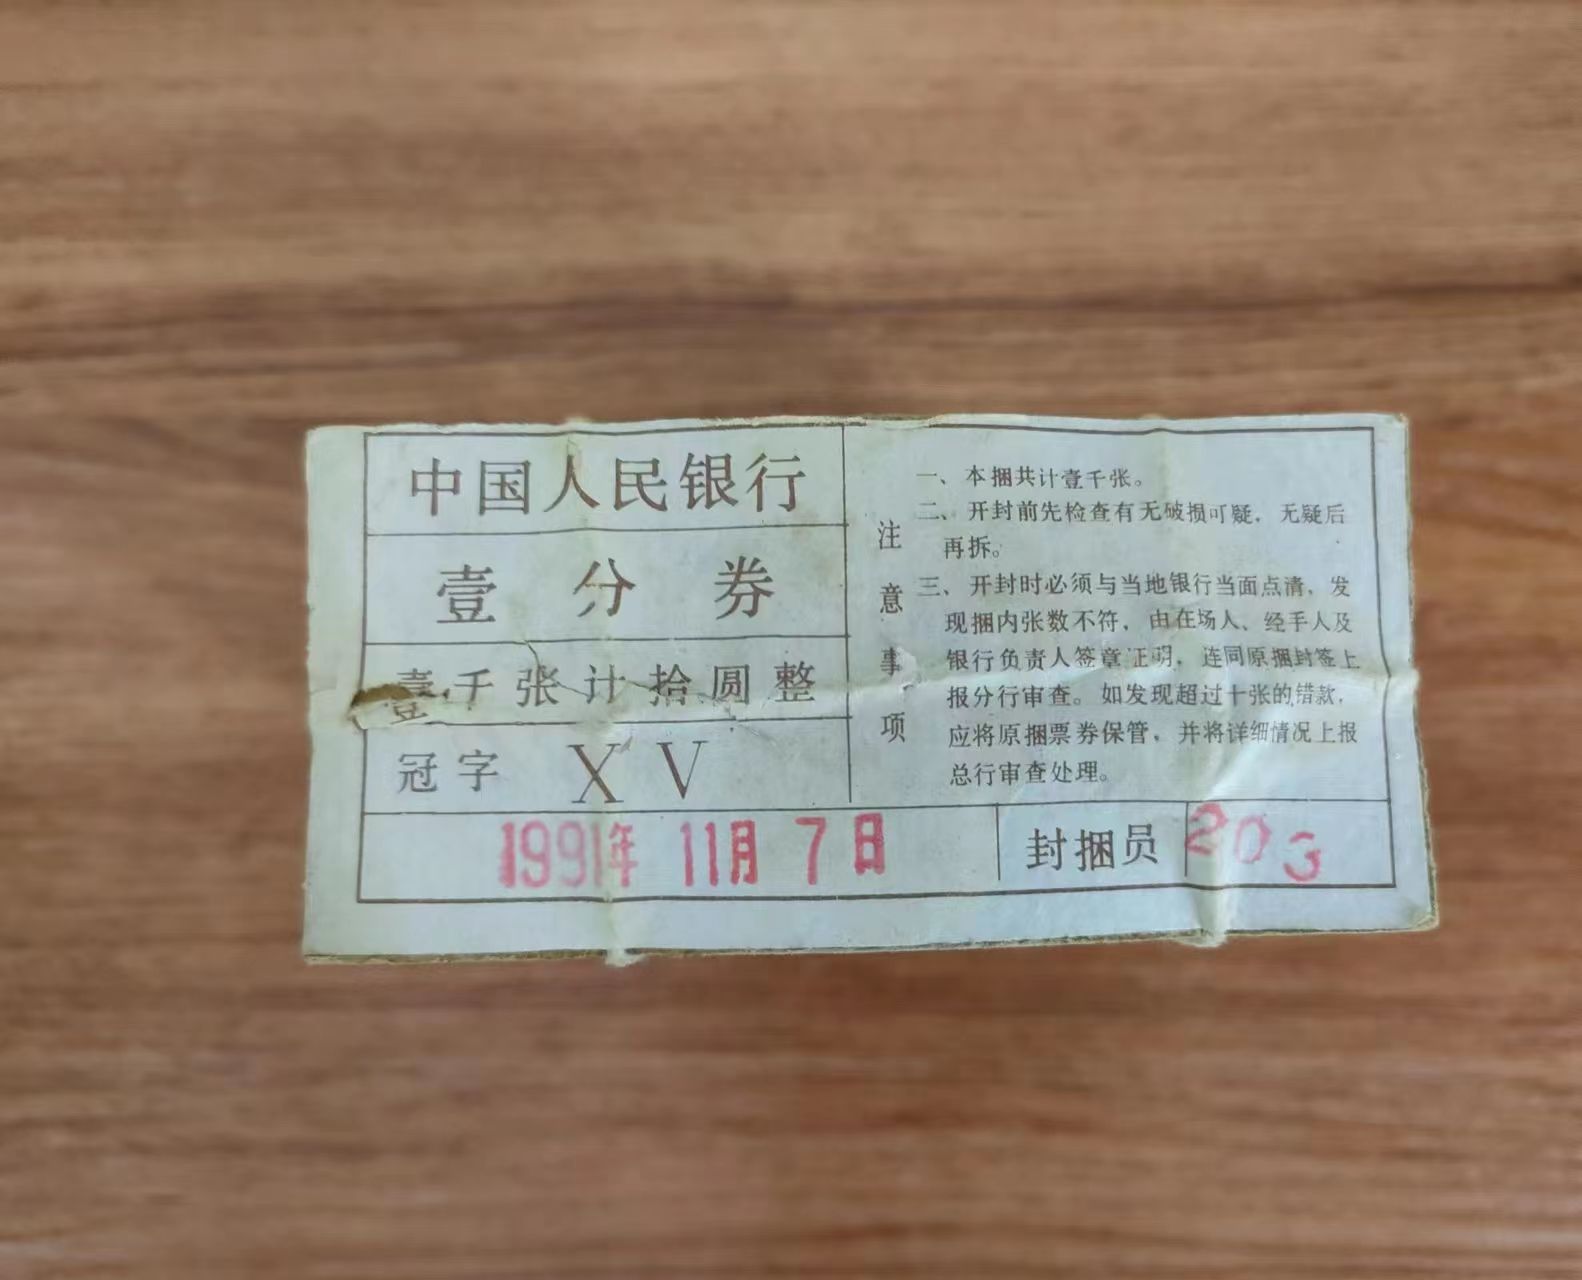 中国人民银行
壹分券
壹千张计拾圆整
冠字 XV
1991年 11月 7日
注意事项
一、本捆共计壹千张。
二、开封前先检查有无破损可疑，无疑后
再拆。
三、开封时必须与当地银行当面点清，发
现捆内张数不符，由在场人、经手人及
银行负责人签章证明，连同原捆封签上
报分行审查。如发现超过十张的错款，
应将原捆票券保管，并将详细情况上报
总行审查处理。
封捆员 203